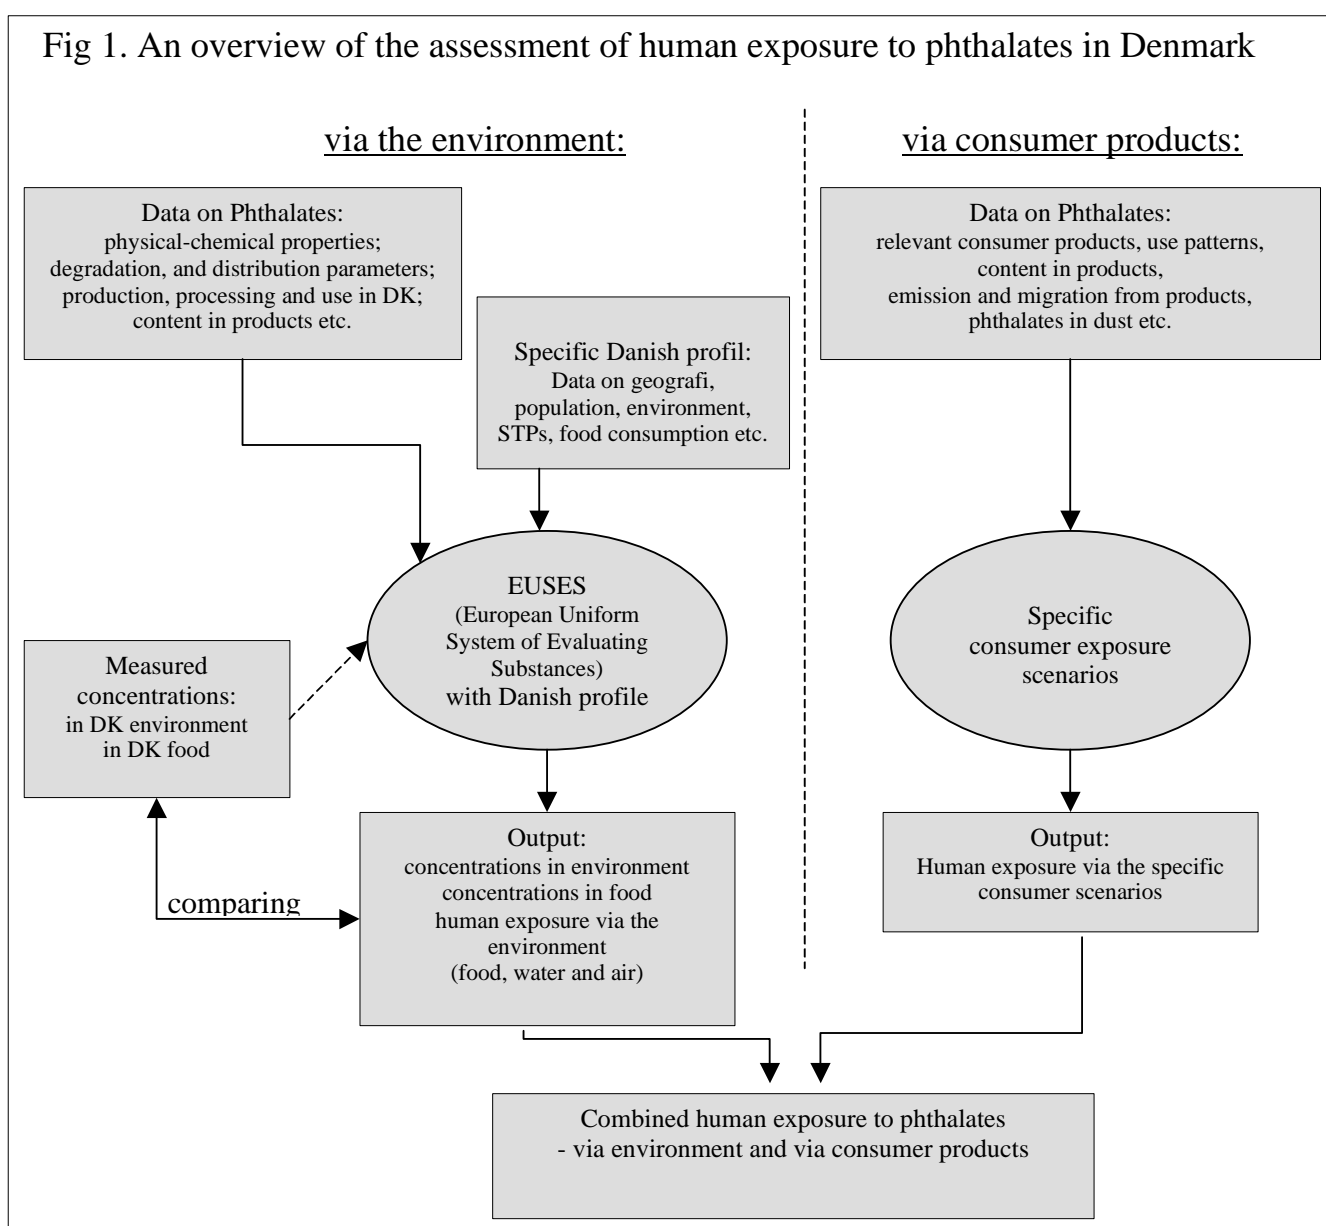 Fig 1. An overview of the assessment of human exposure to phthalates in Denmark
via the environment:
Data on Phthalates:
physical-chemical properties;
degradation, and distribution parameters;
production, processing and use in DK;
content in products etc.
Specific Danish profil:
Data on geografi,
population, environment,
STPs, food consumption etc.
EUSES
(European Uniform
System of Evaluating
Substances)
with Danish profile
Measured
concentrations:
in DK environment
in DK food
comparing
Output:
concentrations in environment
concentrations in food
human exposure via the
environment
(food, water and air)
via consumer products:
Data on Phthalates:
relevant consumer products, use patterns,
content in products,
emission and migration from products,
phthalates in dust etc.
Specific
consumer exposure
scenarios
Output:
Human exposure via the specific
consumer scenarios
Combined human exposure to phthalates
- via environment and via consumer products